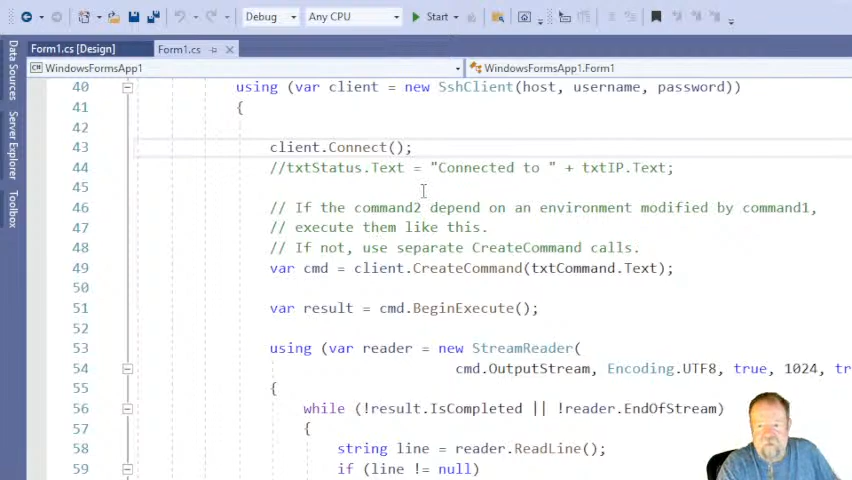 Debug
Any CPU
Start
Form1.cs [Design]
Form1.cs
WindowsFormsApp1
WindowsFormsApp1.Form1
Data Sources
Server Explorer
Toolbox
40 using (var client = new SshClient(host, username, password))
41 {
42
43 client.Connect();
44 //txtStatus.Text = "Connected to " + txtIP.Text;
45
46 // If the command2 depend on an environment modified by command1,
47 // execute them like this.
48 // If not, use separate CreateCommand calls.
49 var cmd = client.CreateCommand(txtCommand.Text);
50
51 var result = cmd.BeginExecute();
52
53 using (var reader = new StreamReader(
54 cmd.OutputStream, Encoding.UTF8, true, 1024, tr
55 {
56 while (!result.IsCompleted || !reader.EndOfStream)
57 {
58 string line = reader.ReadLine();
59 if (line != null)